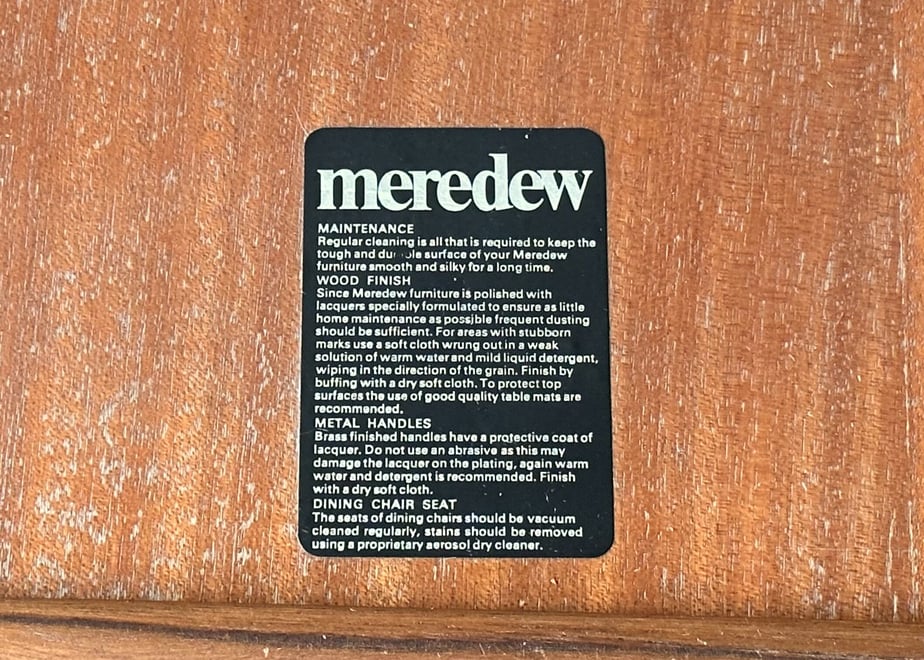 meredew
MAINTENANCE
Regular cleaning is all that is required to keep the
tough and surface of your Meredew
furniture smooth and silky for a long time.
WOOD FINISH
Since Meredew furniture is polished with
lacquers specially formulated to ensure as little
home maintenance as possible frequent dusting
should be sufficient. For areas with stubborn
marks use a soft cloth wrung out in a weak
solution of warm water and mild liquid detergent,
wiping in the direction of the grain. Finish by
buffing with a dry soft cloth. To protect top
surfaces the use of good quality table mats are
recommended.
METAL HANDLES
Brass finished handles have a protective coat of
lacquer. Do not use an abrasive as this may
damage the lacquer on the plating, again warm
water and detergent is recommended. Finish
with a dry soft cloth.
DINING CHAIR SEAT
The seats of dining chairs should be vacuum
cleaned regularly, stains should be removed
using a proprietary aerosol dry cleaner.